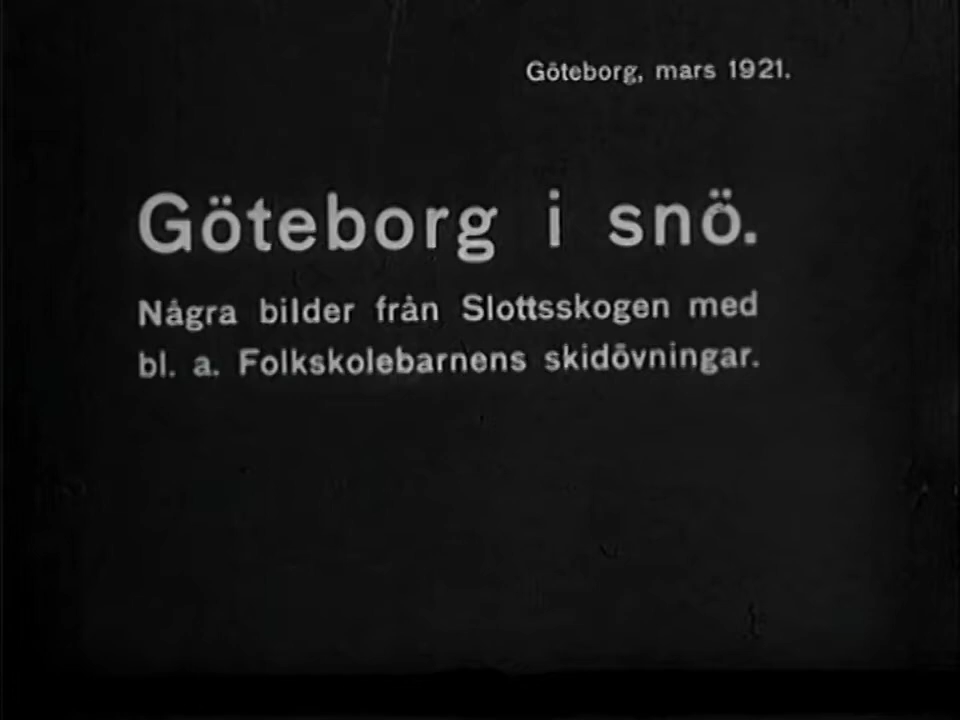 Göteborg, mars 1921.
Göteborg i snö.
Några bilder från Slottsskogen med
bl. a. Folkskolebarnens skidövningar.